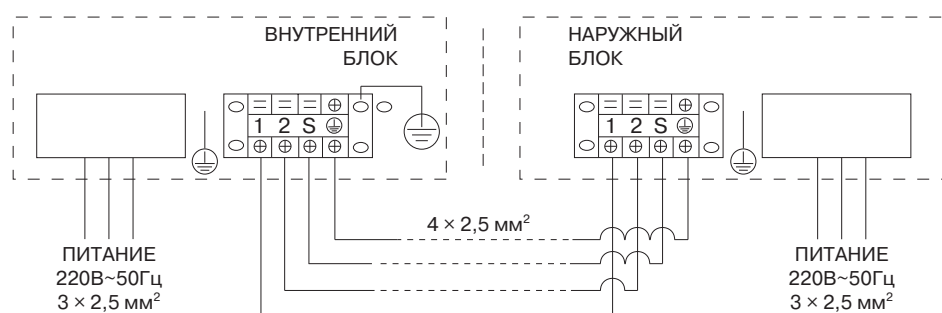 ВНУТРЕННИЙ
БЛОК
НАРУЖНЫЙ
БЛОК
1 2 S
1 2 S
4 × 2,5 мм²
ПИТАНИЕ
220В~50Гц
3 × 2,5 мм²
ПИТАНИЕ
220В~50Гц
3 × 2,5 мм²